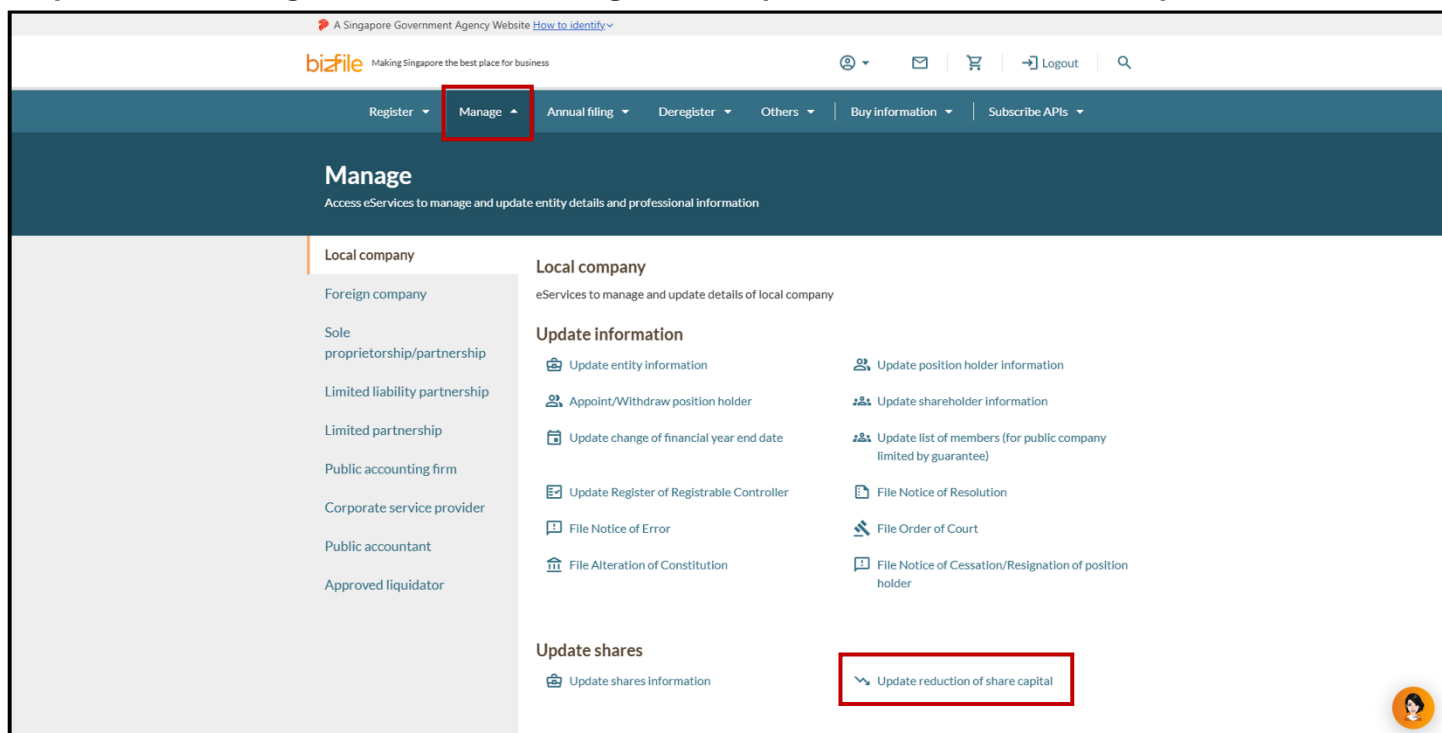 A Singapore Government Agency Website How to identify
bizfile Making Singapore the best place for business
Logout
Register Manage Annual filing Deregister Others Buy information Subscribe APIs
Manage
Access eServices to manage and update entity details and professional information
Local company
Foreign company
Sole
proprietorship/partnership
Limited liability partnership
Limited partnership
Public accounting firm
Corporate service provider
Public accountant
Approved liquidator
Local company
eServices to manage and update details of local company
Update information
Update entity information
Update position holder information
Appoint/Withdraw position holder
Update shareholder information
Update change of financial year end date
Update list of members (for public company
limited by guarantee)
Update Register of Registrable Controller
File Notice of Resolution
File Notice of Error
File Order of Court
File Alteration of Constitution
File Notice of Cessation/Resignation of position
holder
Update shares
Update shares information
Update reduction of share capital